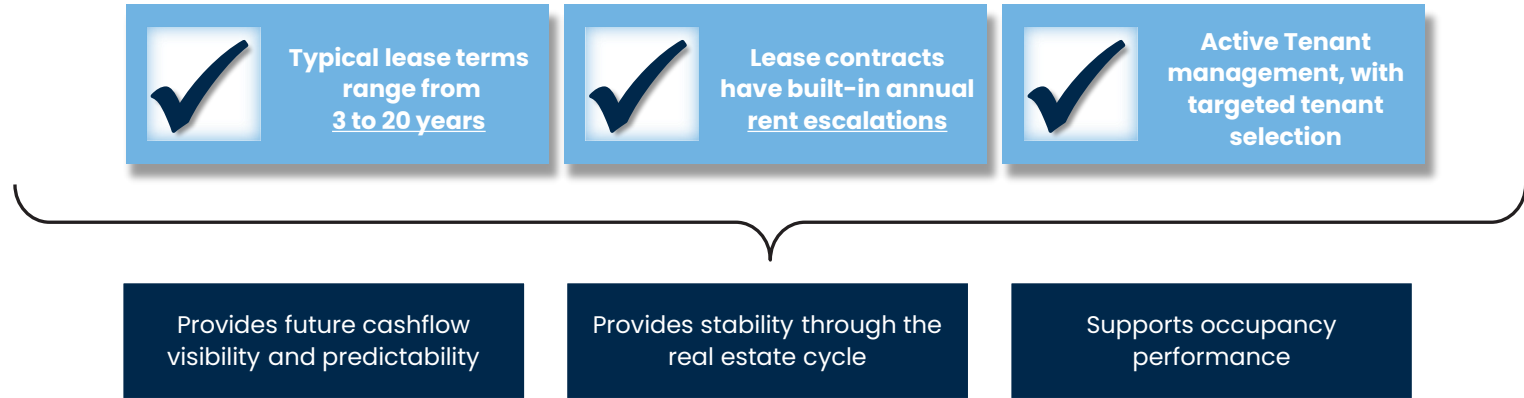 Typical lease terms
range from
3 to 20 years
Lease contracts
have built-in annual
rent escalations
Active Tenant
management, with
targeted tenant
selection
Provides future cashflow
visibility and predictability
Provides stability through the
real estate cycle
Supports occupancy
performance